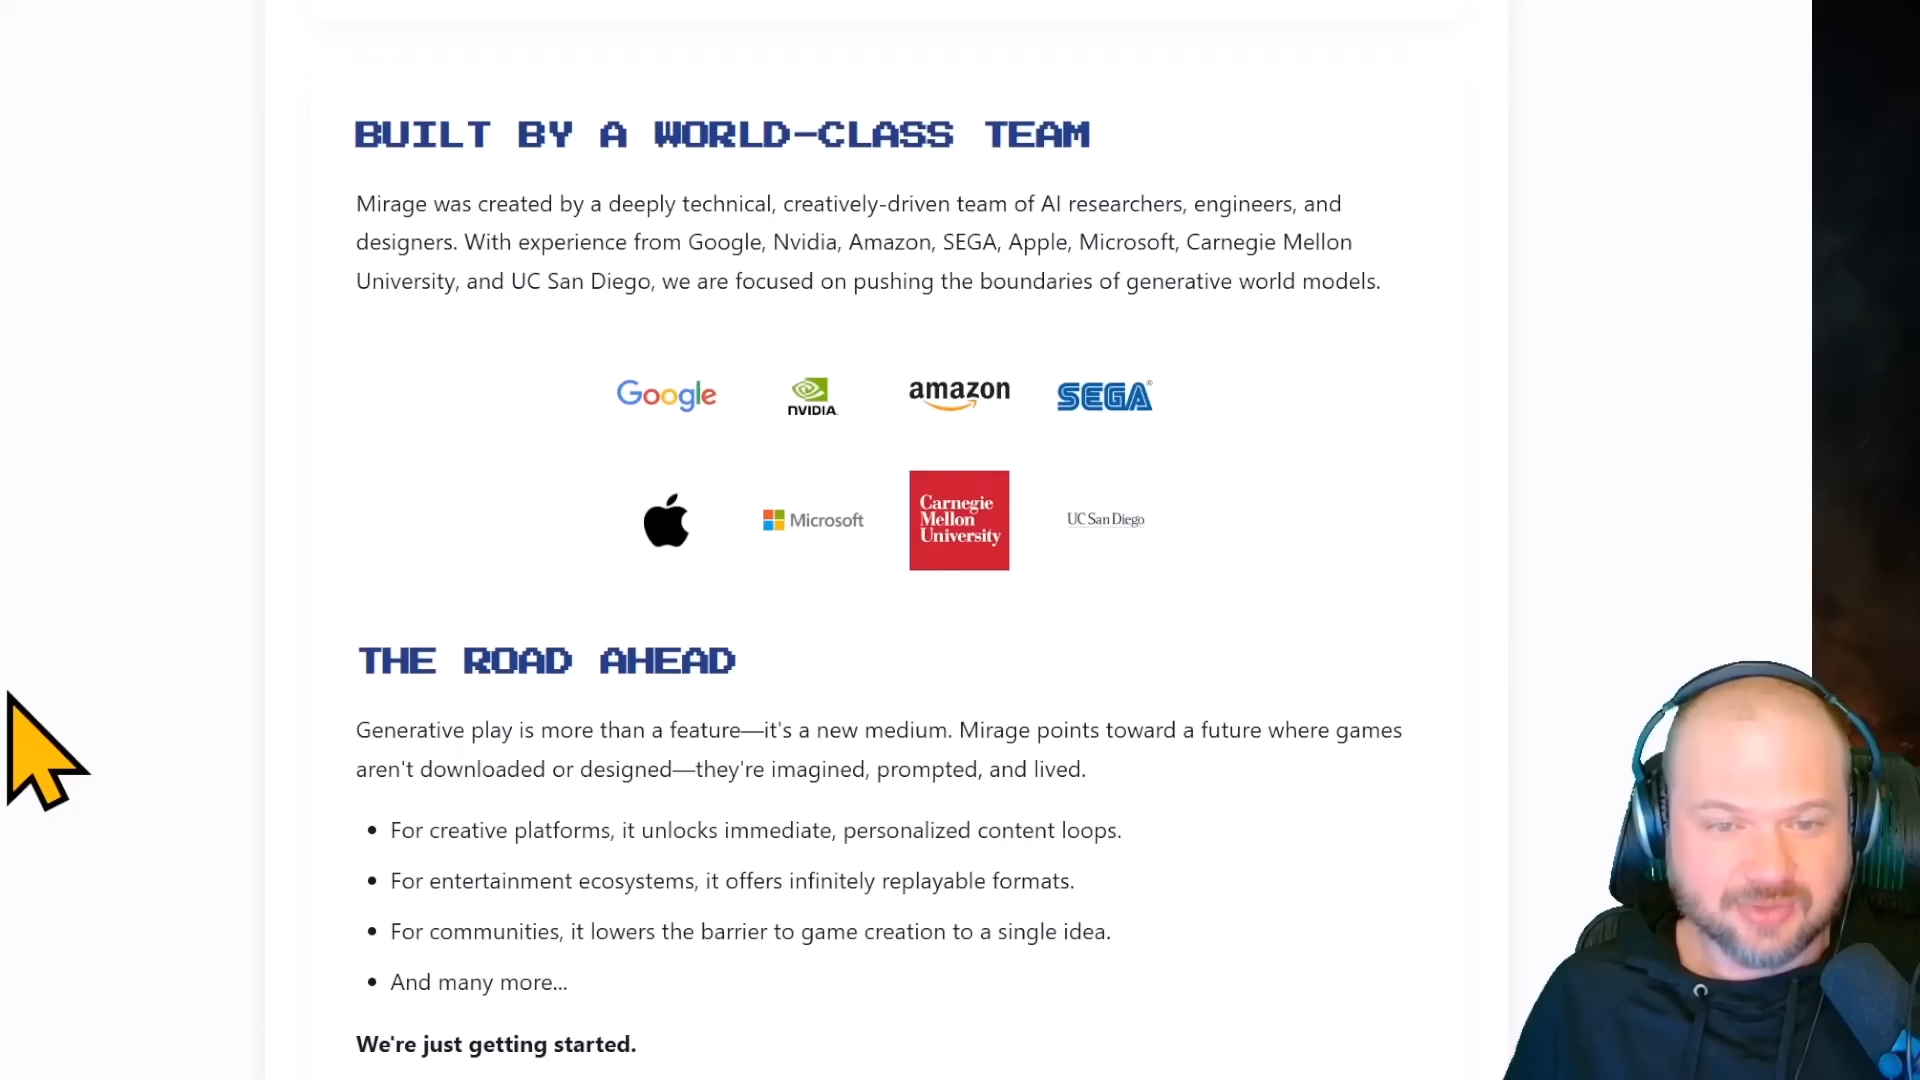 BUILT BY A WORLD-CLASS TEAM
Mirage was created by a deeply technical, creatively-driven team of AI researchers, engineers, and
designers. With experience from Google, Nvidia, Amazon, SEGA, Apple, Microsoft, Carnegie Mellon
University, and UC San Diego, we are focused on pushing the boundaries of generative world models.
Google
NVIDIA.
amazon
SEGA®
Microsoft
Carnegie
Mellon
University
UC San Diego
THE ROAD AHEAD
Generative play is more than a feature—it's a new medium. Mirage points toward a future where games
aren't downloaded or designed—they're imagined, prompted, and lived.
• For creative platforms, it unlocks immediate, personalized content loops.
• For entertainment ecosystems, it offers infinitely replayable formats.
• For communities, it lowers the barrier to game creation to a single idea.
• And many more...
We're just getting started.